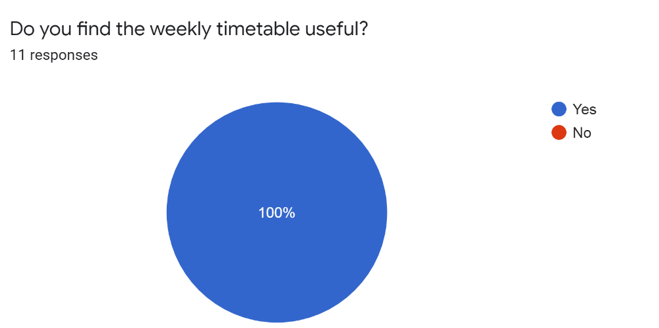 Do you find the weekly timetable useful?
11 responses
Yes
No
100%